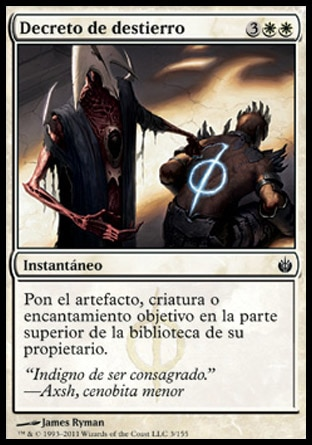 Decreto de destierro 3
Instantáneo
Pon el artefacto, criatura o
encantamiento objetivo en la parte
superior de la biblioteca de su
propietario.
“Indigno de ser consagrado.”
—Axsh, cenobita menor
James Ryman
™ & © 1993–2011 Wizards of the Coast LLC 3/155